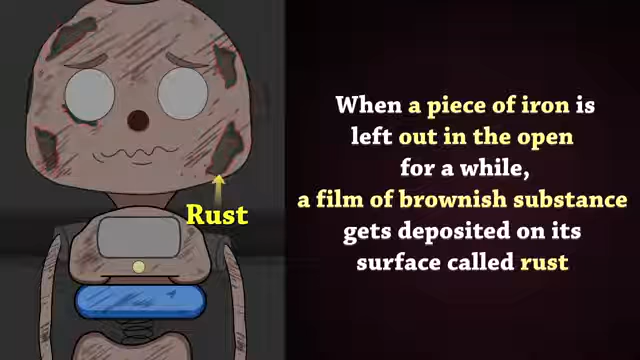 Rust
When a piece of iron is
left out in the open
for a while,
a film of brownish substance
gets deposited on its
surface called rust